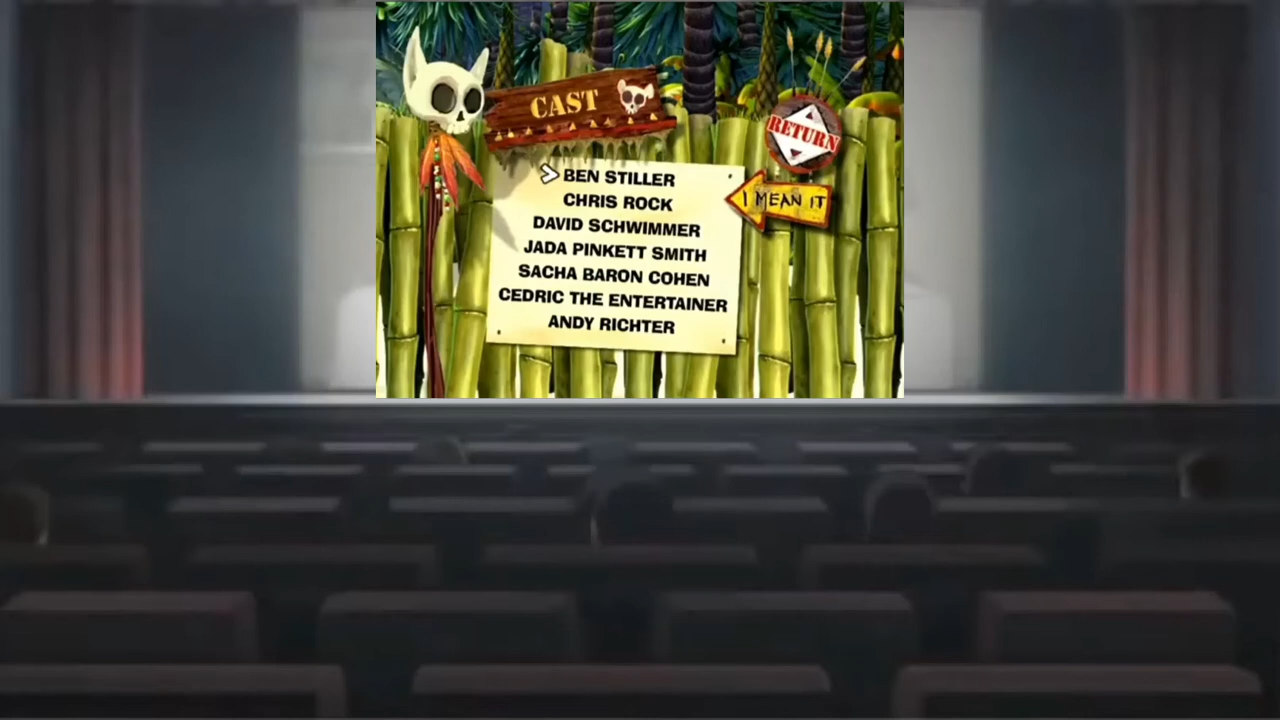 CAST
RETURN
I MEAN IT
BEN STILLER
CHRIS ROCK
DAVID SCHWIMMER
JADA PINKETT SMITH
SACHA BARON COHEN
CEDRIC THE ENTERTAINER
ANDY RICHTER